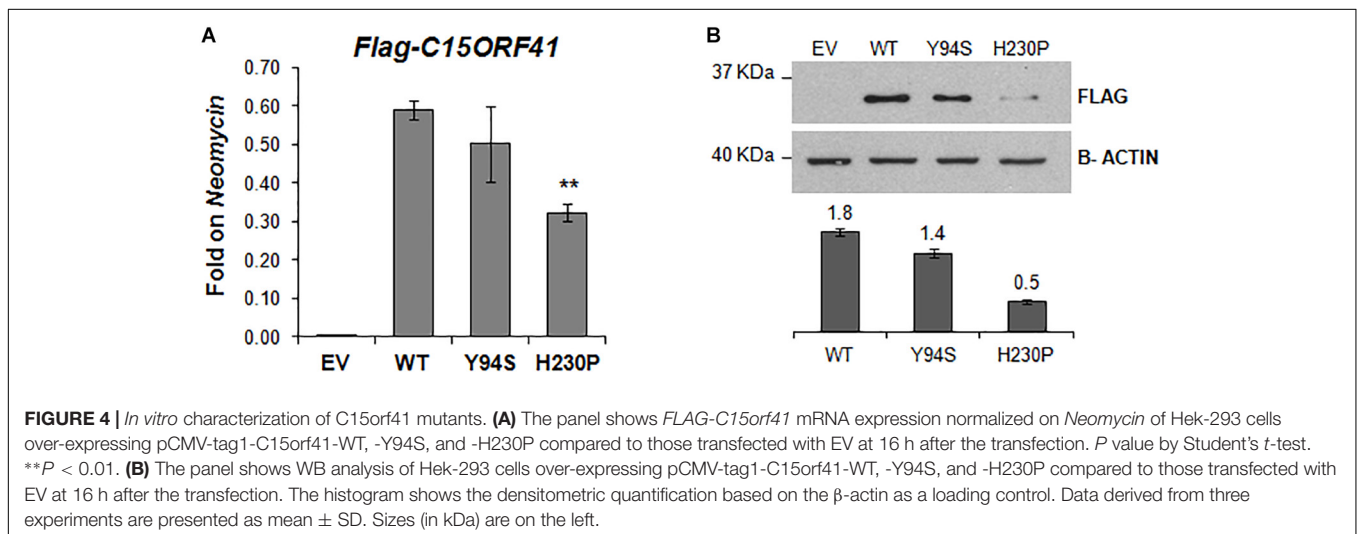 A
Flag-C15ORF41
Fold on Neomycin
0.70
0.60
0.50
0.40
0.30
0.20
0.10
0.00
**
EV WT Y94S H230P
B
EV WT Y94S H230P
37 KDa
FLAG
40 KDa
B- ACTIN
1.8
1.4
0.5
WT Y94S H230P
FIGURE 4 | In vitro characterization of C15orf41 mutants. (A) The panel shows FLAG-C15orf41 mRNA expression normalized on Neomycin of Hek-293 cells
over-expressing pCMV-tag1-C15orf41-WT, -Y94S, and -H230P compared to those transfected with EV at 16 h after the transfection. P value by Student's t-test.
**P < 0.01. (B) The panel shows WB analysis of Hek-293 cells over-expressing pCMV-tag1-C15orf41-WT, -Y94S, and -H230P compared to those transfected with
EV at 16 h after the transfection. The histogram shows the densitometric quantification based on the β-actin as a loading control. Data derived from three
experiments are presented as mean ± SD. Sizes (in kDa) are on the left.